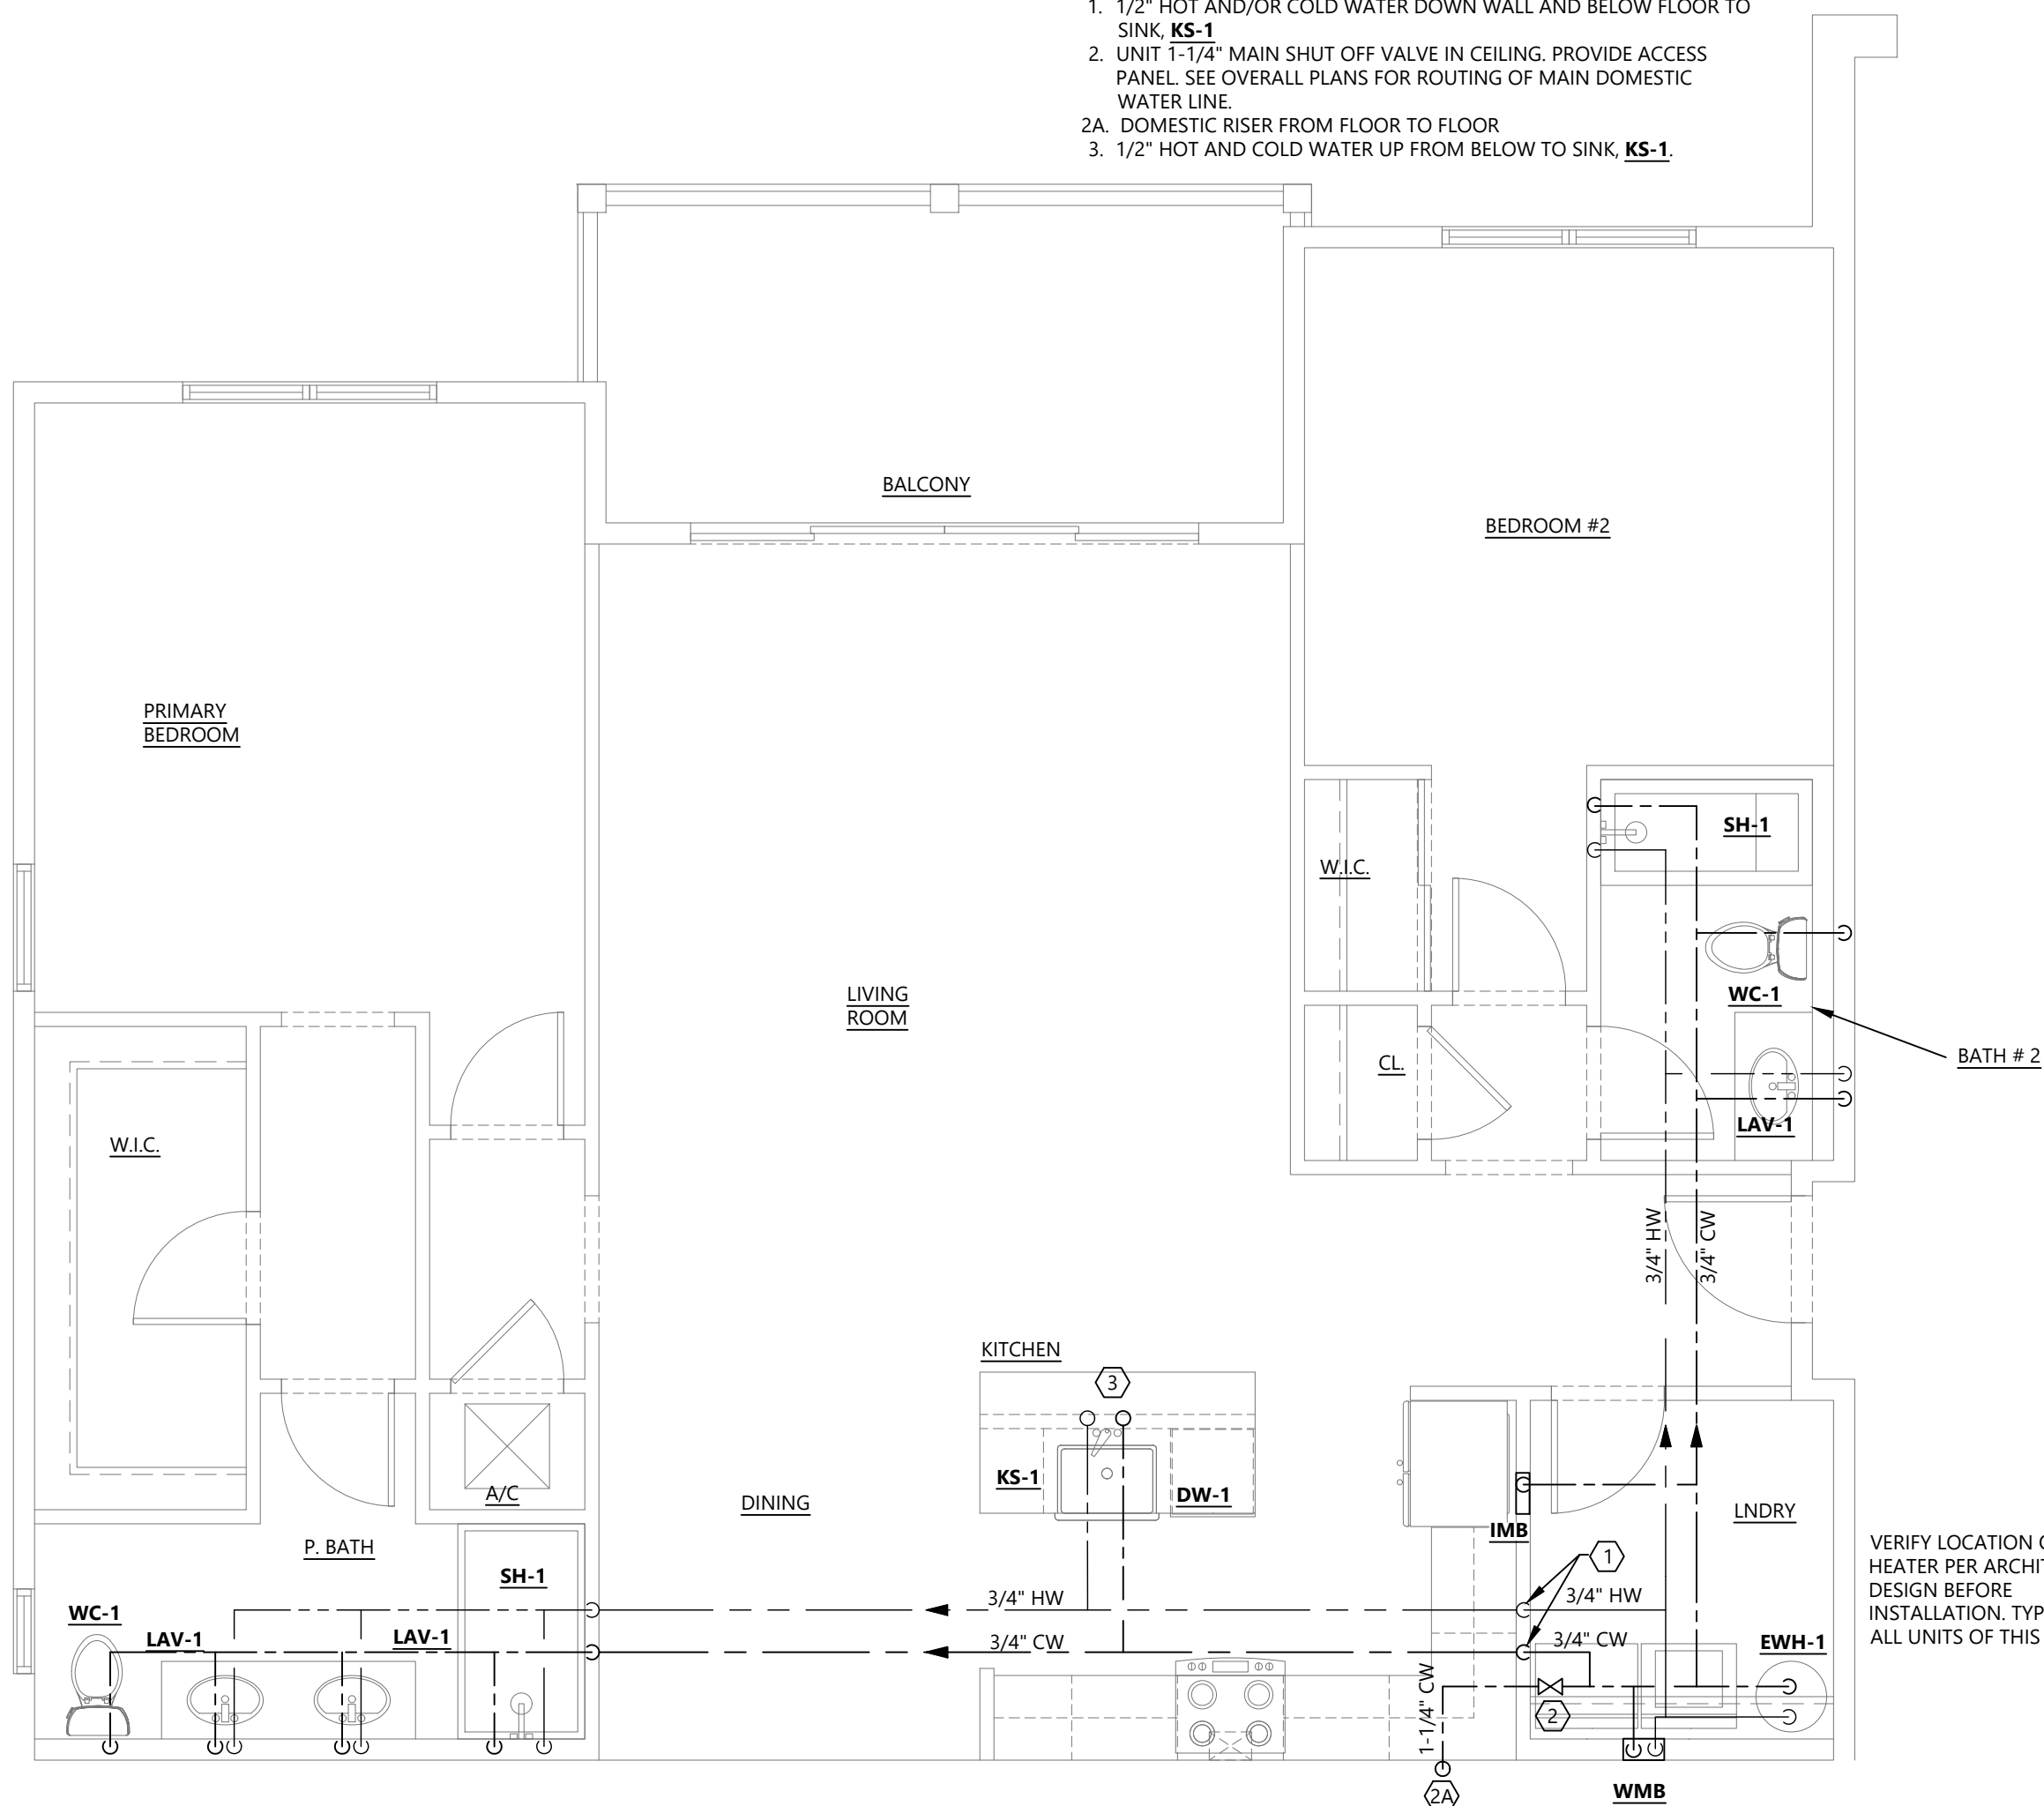 1. 1/2" HOT AND/OR COLD WATER DOWN WALL AND BELOW FLOOR TO
SINK, KS-1
2. UNIT 1-1/4" MAIN SHUT OFF VALVE IN CEILING. PROVIDE ACCESS
PANEL. SEE OVERALL PLANS FOR ROUTING OF MAIN DOMESTIC
WATER LINE.
2A. DOMESTIC RISER FROM FLOOR TO FLOOR
3. 1/2" HOT AND COLD WATER UP FROM BELOW TO SINK, KS-1.
BALCONY
BEDROOM #2
PRIMARY
BEDROOM
SH-1
W.I.C.
LIVING
ROOM
WC-1
BATH # 2
CL.
LAV-1
W.I.C.
3/4" HW
3/4" CW
KITCHEN
3
KS-1
DW-1
A/C
DINING
LNDRY
IMB
P. BATH
1
SH-1
VERIFY LOCATION
HEATER PER
DESIGN BEFORE
INSTALLATION.
ALL UNITS OF THIS
3/4" HW
3/4" HW
WC-1
LAV-1
LAV-1
3/4" CW
3/4" CW
EWH-1
1-1/4" CW
2
2A
WMB